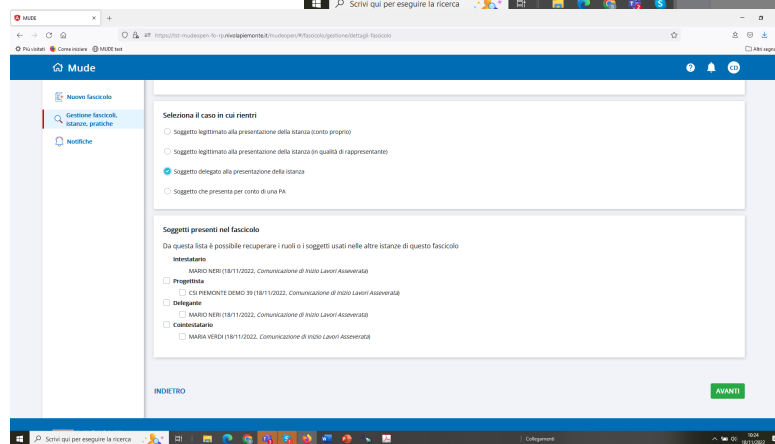 Scrivi qui per eseguire la ricerca
MUDE
https://tst-mudeopen-fo-rp.nivolapiemonte.it/mudeopen/#/fascicolo/gestione/dettagli-fascicolo
Più visitati Come iniziare MUDE test Altri segna
Mude
CD
Nuovo fascicolo
Gestione fascicoli,
istanze, pratiche
Notifiche
Seleziona il caso in cui rientri
Soggetto legittimato alla presentazione della istanza (conto proprio)
Soggetto legittimato alla presentazione della istanza (in qualità di rappresentante)
Soggetto delegato alla presentazione della istanza
Soggetto che presenta per conto di una PA
Soggetti presenti nel fascicolo
Da questa lista è possibile recuperare i ruoli o i soggetti usati nelle altre istanze di questo fascicolo
Intestatario
MARIO NERI (18/11/2022, Comunicazione di Inizio Lavori Asseverata)
Progettista
CSI PIEMONTE DEMO 39 (18/11/2022, Comunicazione di Inizio Lavori Asseverata)
Delegante
MARIO NERI (18/11/2022, Comunicazione di Inizio Lavori Asseverata)
Cointestatario
MARIA VERDI (18/11/2022, Comunicazione di Inizio Lavori Asseverata)
INDIETRO
AVANTI
Scrivi qui per eseguire la ricerca
Collegamenti
10:24
18/11/2022